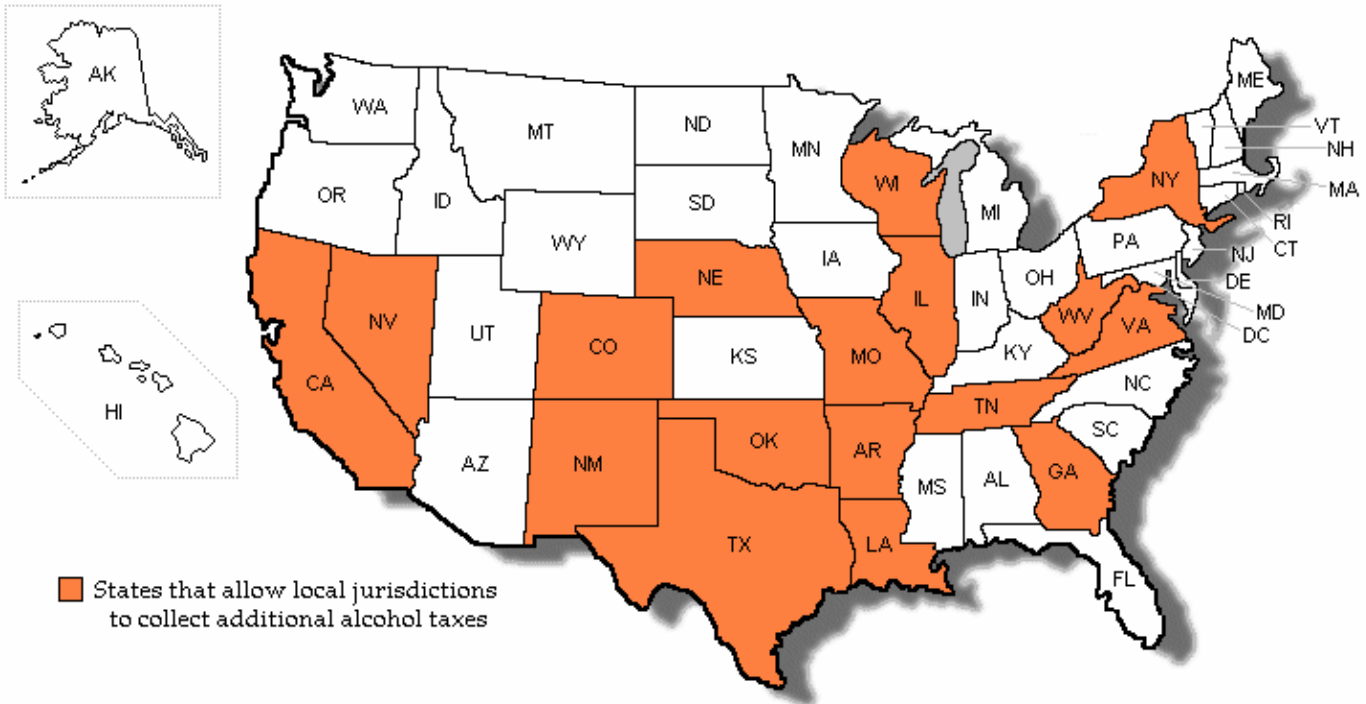 AK
WA
MT
ND
MN
ME
VT
NH
MA
RI
CT
NJ
DE
MD
DC
OR
ID
WY
SD
WI
MI
NY
PA
IA
NE
IL
IN
OH
WV
VA
NV
UT
CO
KS
MO
KY
CA
NC
TN
SC
AZ
NM
OK
AR
MS
AL
GA
HI
TX
LA
FL
States that allow local jurisdictions
to collect additional alcohol taxes